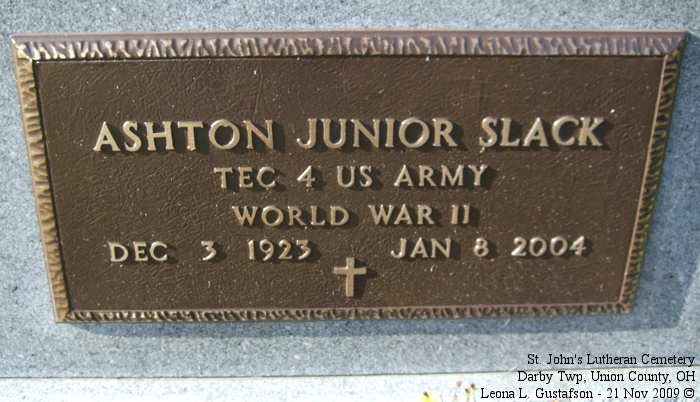 ASHTON JUNIOR SLACK
TEC 4 US ARMY
WORLD WAR II
DEC 3 1923 JAN 8 2004
St. John's Lutheran Cemetery
Darby Twp, Union County, OH
Leona L. Gustafson - 21 Nov 2009 ©